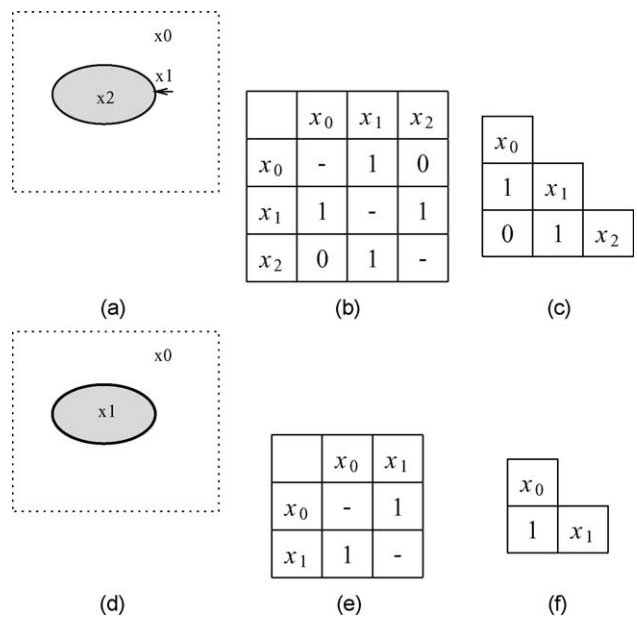 x0
x1
x2
x0 x1 x2
x0 - 1 0
x1 1 - 1
x2 0 1 -
x0
1 x1
0 1 x2
(a) (b) (c)
x0
x1
x0 x1
x0 - 1
x1 1 -
x0
1 x1
(d) (e) (f)